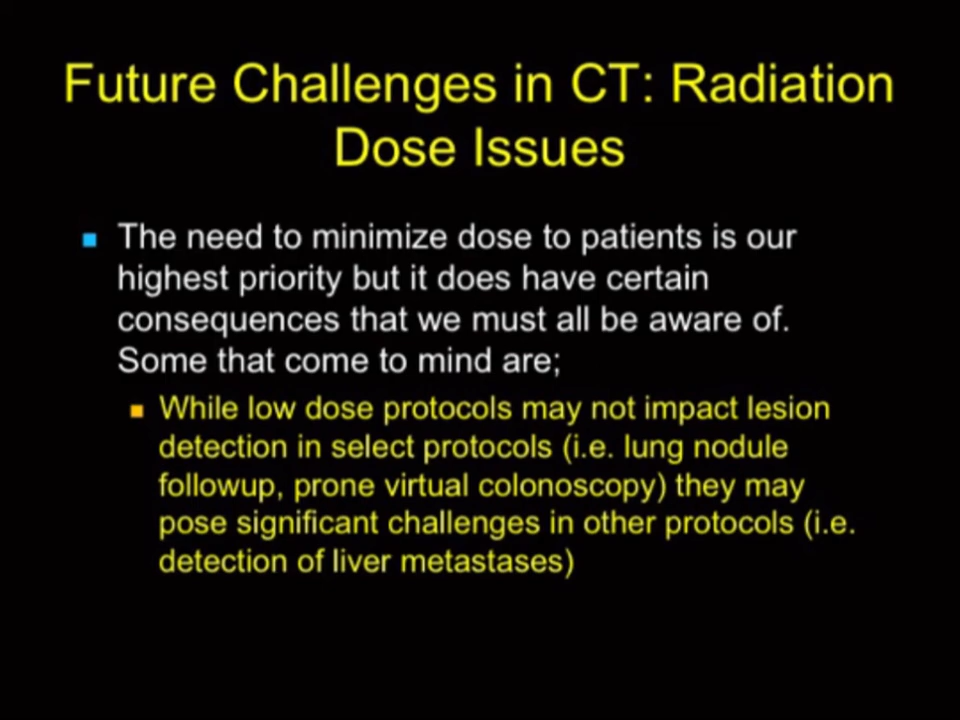 Future Challenges in CT: Radiation
Dose Issues
The need to minimize dose to patients is our
highest priority but it does have certain
consequences that we must all be aware of.
Some that come to mind are;
While low dose protocols may not impact lesion
detection in select protocols (i.e. lung nodule
followup, prone virtual colonoscopy) they may
pose significant challenges in other protocols (i.e.
detection of liver metastases)